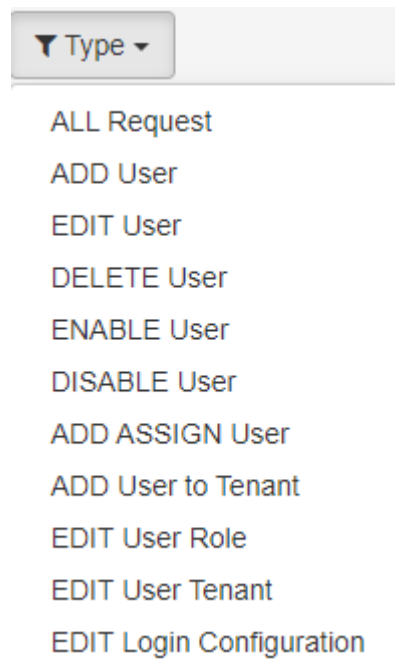 Type
ALL Request
ADD User
EDIT User
DELETE User
ENABLE User
DISABLE User
ADD ASSIGN User
ADD User to Tenant
EDIT User Role
EDIT User Tenant
EDIT Login Configuration